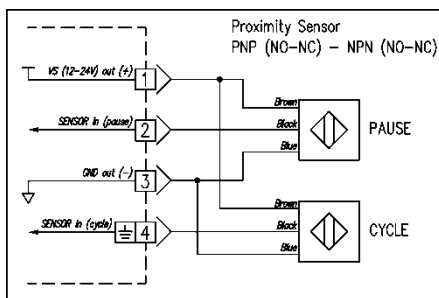 Proximity Sensor
PNP (NO-NC) - NPN (NO-NC)
VS (12-24V) out (+)
1
Brown
SENSOR in (pause)
2
Black
PAUSE
Blue
GND out (-)
3
Brown
SENSOR in (cycle)
4
Black
CYCLE
Blue